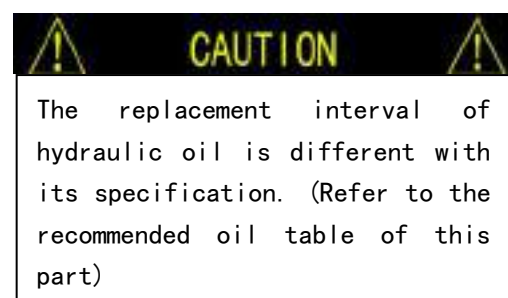 CAUTION
The replacement interval of
hydraulic oil is different with
its specification. (Refer to the
recommended oil table of this
part)